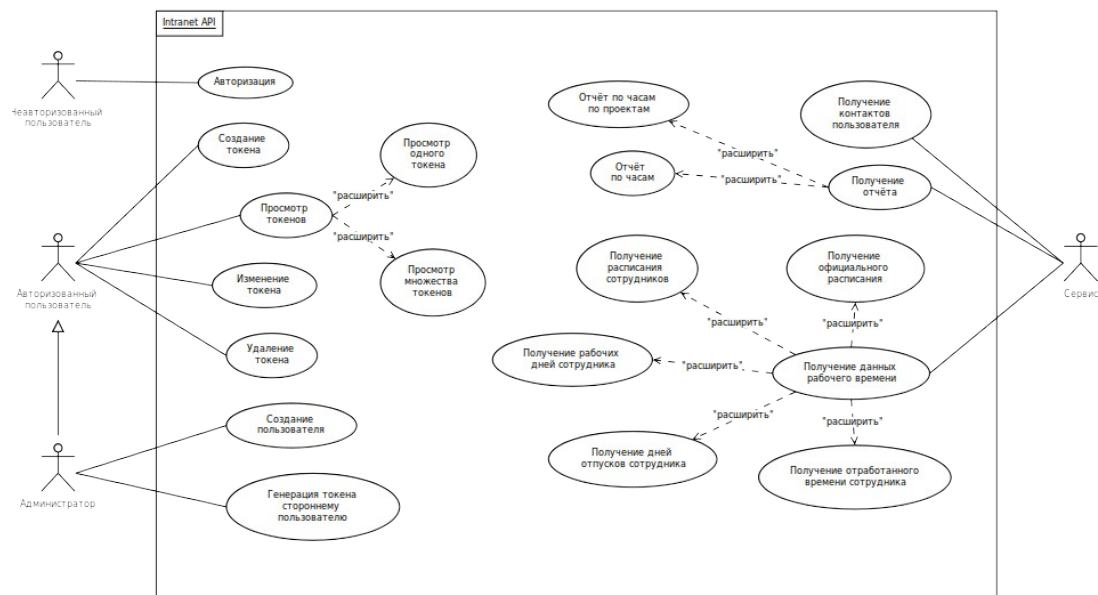 Intranet API
Неавторизованный
пользователь
Авторизация
Создание
токена
Просмотр
одного
токена
"расширить"
Просмотр
токенов
"расширить"
Просмотр
множества
токенов
Авторизованный
пользователь
Изменение
токена
Удаление
токена
Создание
пользователя
Администратор
Генерация токена
стороннему
пользователю
Отчёт по часам
по проектам
Получение
контактов
пользователя
"расширить"
Отчёт
по часам
"расширить"
Получение
отчёта
Получение
расписания
сотрудников
Получение
официального
расписания
Сервис
"расширить"
"расширить"
Получение рабочих
дней сотрудника
"расширить"
Получение данных
рабочего времени
"расширить"
"расширить"
Получение дней
отпусков сотрудника
Получение отработанного
времени сотрудника